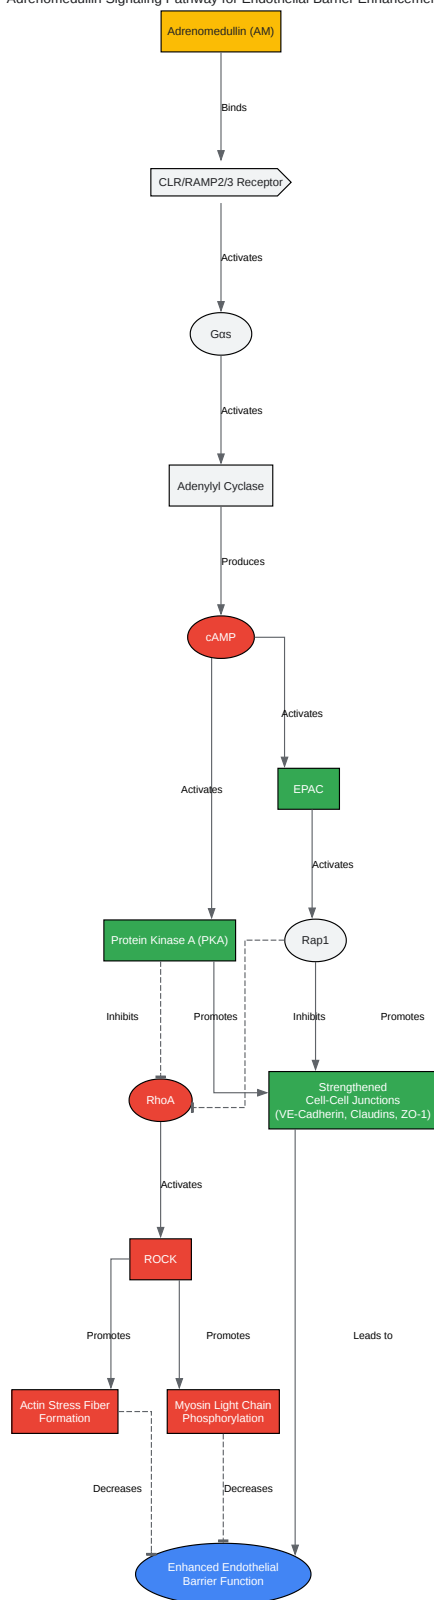 Adrenomedullin Signaling Pathway for Endothelial Barrier Enhancemen
Adrenomedullin (AM)
Binds
CLR/RAMP2/3 Receptor
Activates
Gαs
Activates
Adenylyl Cyclase
Produces
cAMP
Activates
Activates
EPAC
Activates
Protein Kinase A (PKA)
Rap1
Inhibits
Promotes
Inhibits
Promotes
Strengthened
Cell-Cell Junctions
(VE-Cadherin, Claudins, ZO-1)
RhoA
Activates
ROCK
Promotes
Promotes
Leads to
Actin Stress Fiber
Formation
Myosin Light Chain
Phosphorylation
Decreases
Decreases
Enhanced Endothelial
Barrier Function